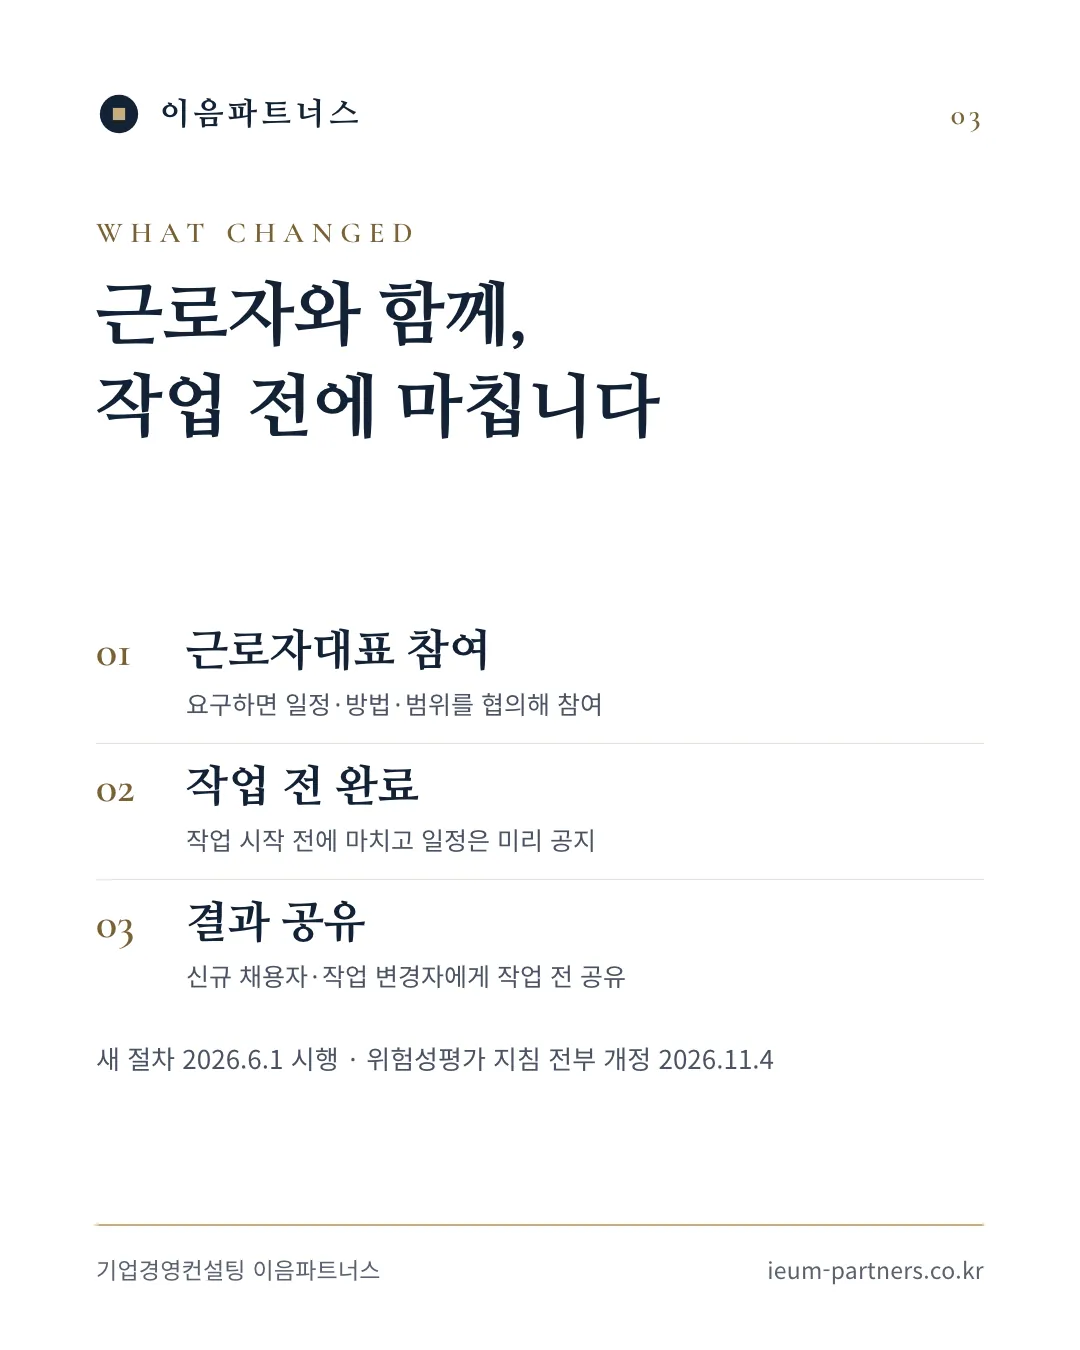 이음파트너스
03
WHAT CHANGED
근로자와 함께,
작업 전에 마칩니다
01 근로자대표 참여
요구하면 일정·방법·범위를 협의해 참여
02 작업 전 완료
작업 시작 전에 마치고 일정은 미리 공지
03 결과 공유
신규 채용자·작업 변경자에게 작업 전 공유
새 절차 2026.6.1 시행 · 위험성평가 지침 전부 개정 2026.11.4
기업경영컨설팅 이음파트너스
ieum-partners.co.kr